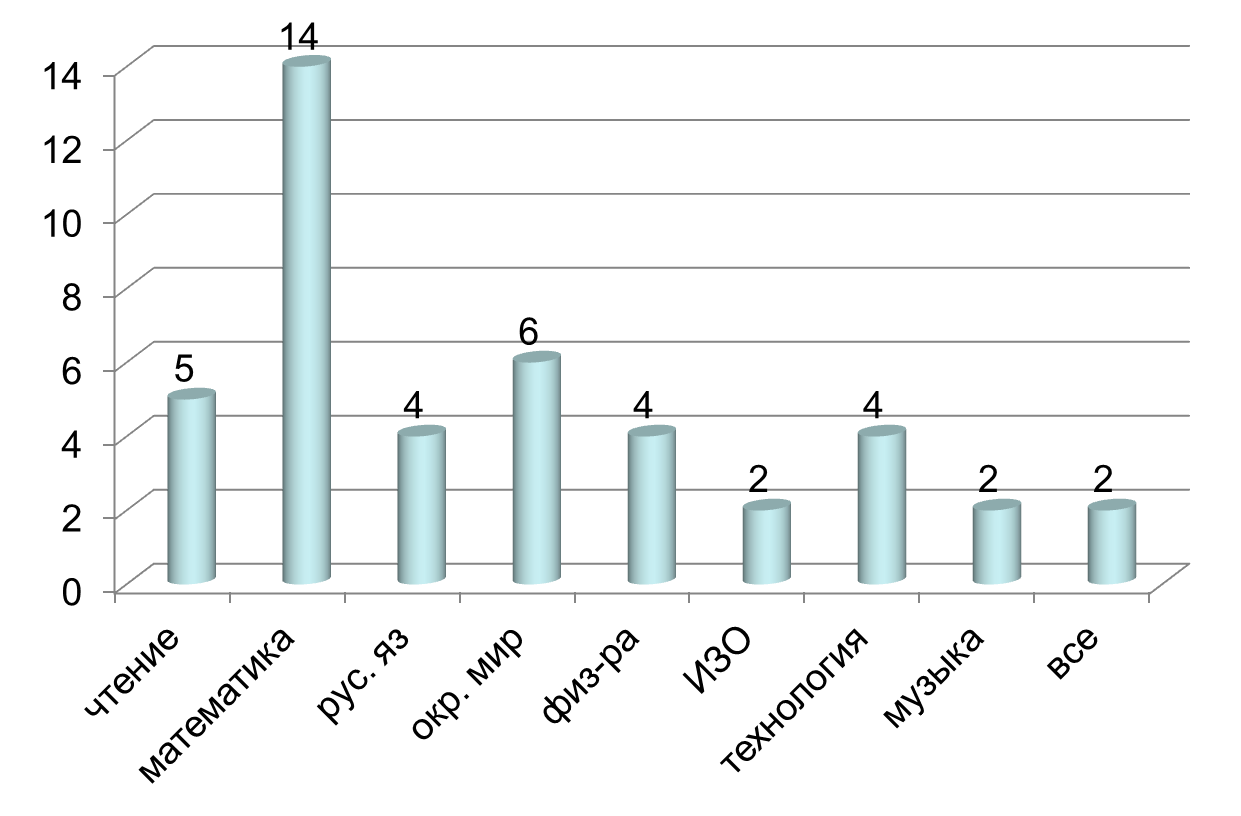 14
14
12
10
8
6
4
2
0
5
4
6
4
2
4
2
2
чтение
математика
рус. яз
окр. мир
физ-ра
ИЗО
технология
музыка
все